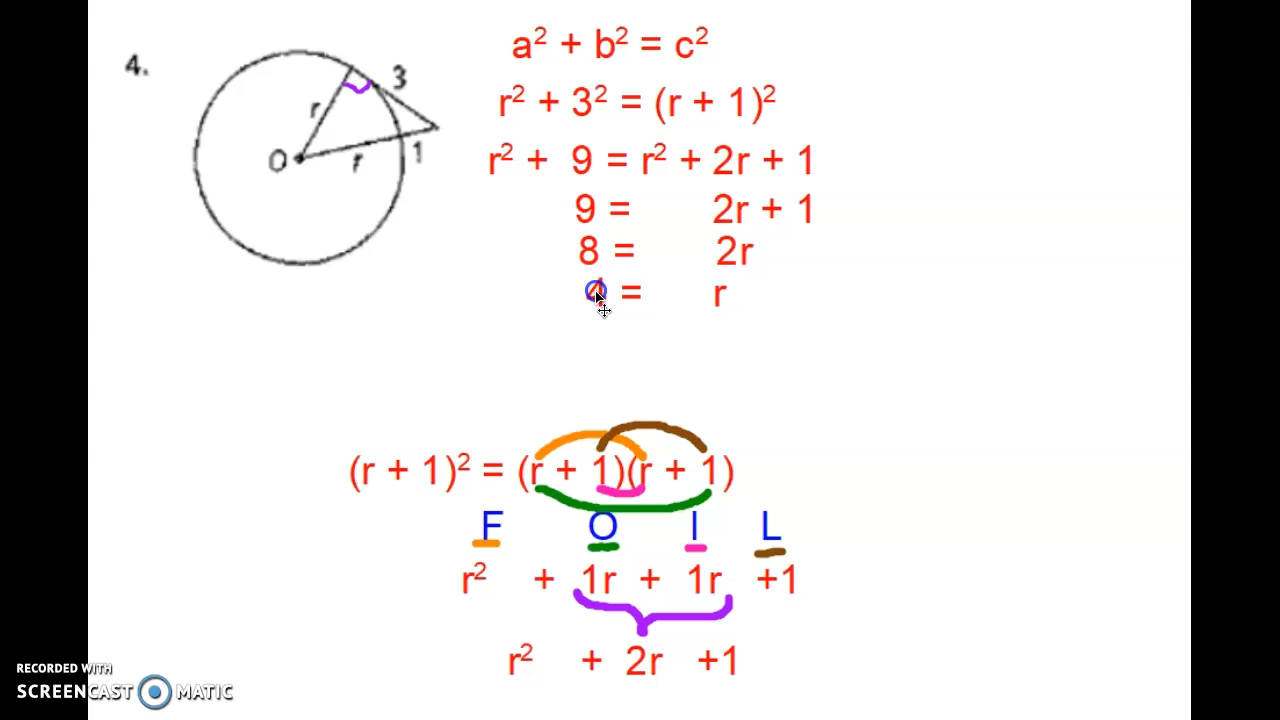 4.
3
r
O
r
1
a² + b² = c²
r² + 3² = (r + 1)²
r² + 9 = r² + 2r + 1
9 = 2r + 1
8 = 2r
4 = r
(r + 1)² = (r + 1)(r + 1)
F O I L
r² + 1r + 1r +1
r² + 2r +1
RECORDED WITH
SCREENCAST MATIC